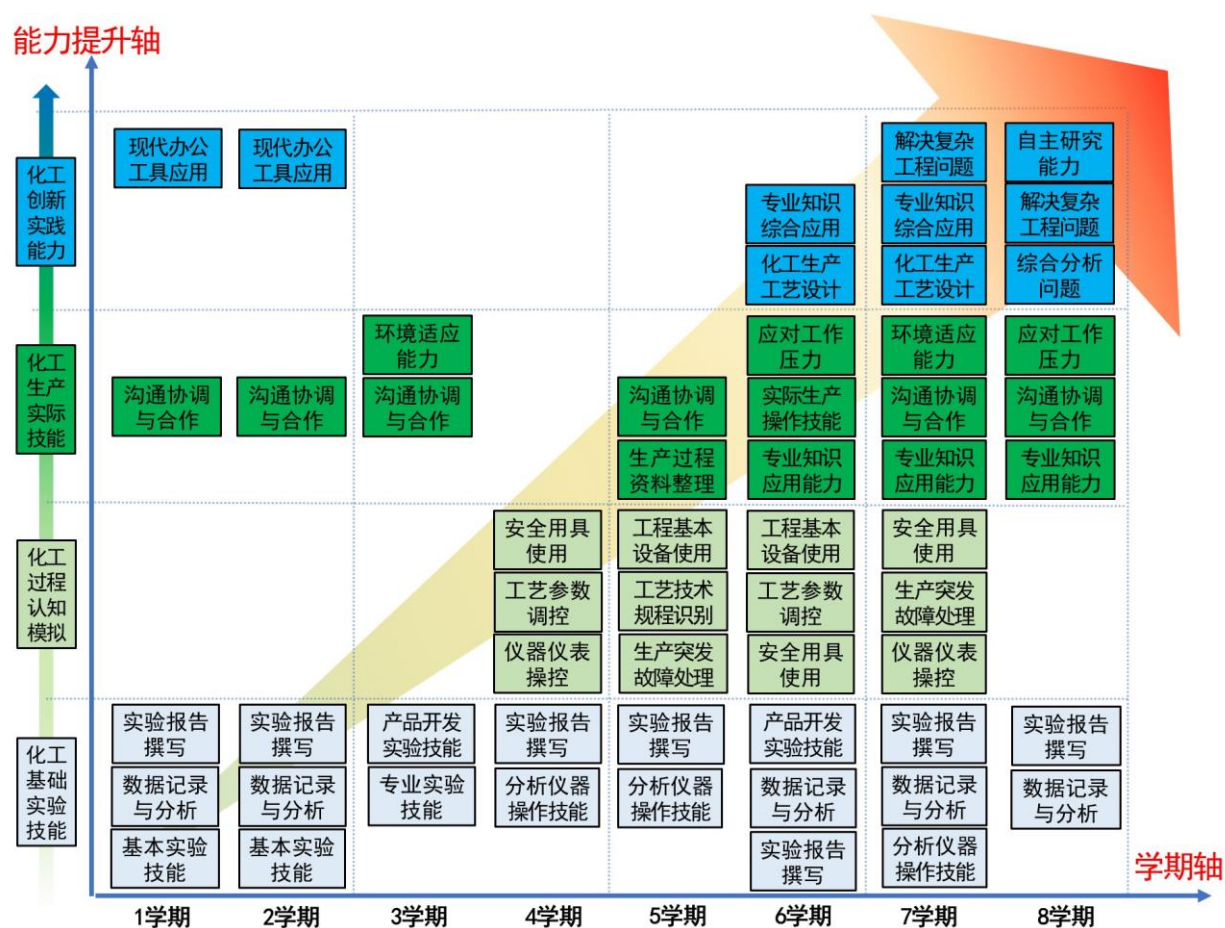 能力提升轴
化工
创新
实践
能力
现代办公
工具应用
现代办公
工具应用
专业知识
综合应用
化工生产
工艺设计
解决复杂
工程问题
专业知识
综合应用
化工生产
工艺设计
自主研究
能力
解决复杂
工程问题
综合分析
问题
化工
生产
实际
技能
沟通协调
与合作
沟通协调
与合作
环境适应
能力
沟通协调
与合作
沟通协调
与合作
生产过程
资料整理
应对工作
压力
实际生产
操作技能
专业知识
应用能力
环境适应
能力
沟通协调
与合作
专业知识
应用能力
应对工作
压力
沟通协调
与合作
专业知识
应用能力
化工
过程
认知
模拟
安全用具
使用
工艺参数
调控
仪器仪表
操控
工程基本
设备使用
工艺技术
规程识别
生产突发
故障处理
工程基本
设备使用
工艺参数
调控
安全用具
使用
安全用具
使用
生产突发
故障处理
仪器仪表
操控
化工
基础
实验
技能
实验报告
撰写
数据记录
与分析
基本实验
技能
实验报告
撰写
数据记录
与分析
基本实验
技能
产品开发
实验技能
专业实验
技能
实验报告
撰写
分析仪器
操作技能
实验报告
撰写
分析仪器
操作技能
产品开发
实验技能
数据记录
与分析
实验报告
撰写
实验报告
撰写
数据记录
与分析
分析仪器
操作技能
实验报告
撰写
数据记录
与分析
学期轴
1学期
2学期
3学期
4学期
5学期
6学期
7学期
8学期